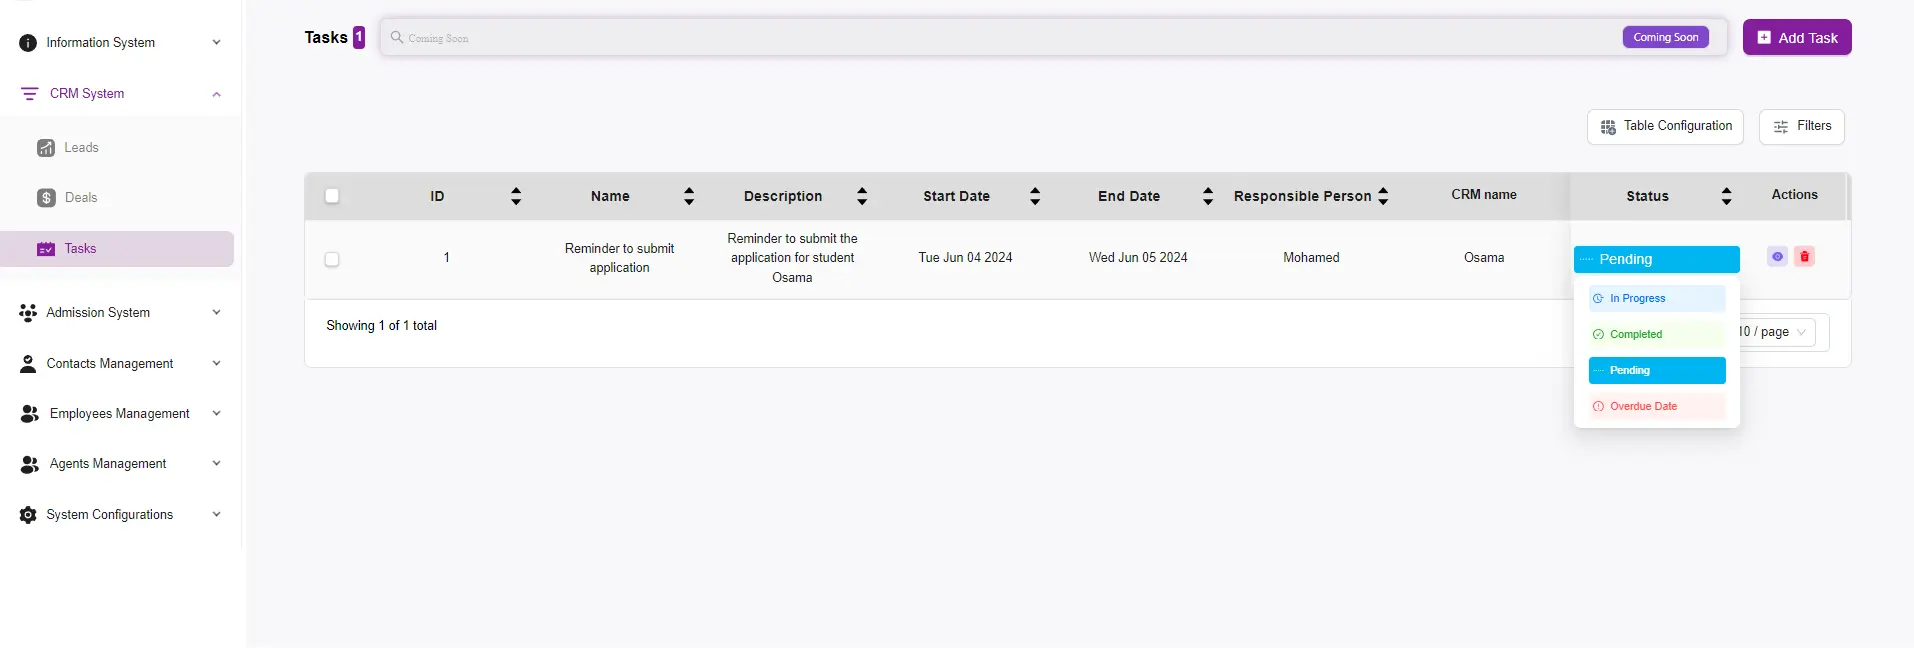 Information System
CRM System
Leads
Deals
Tasks
Admission System
Contacts Management
Employees Management
Agents Management
System Configurations
Tasks 1
Coming Soon
Coming Soon
Add Task
Table Configuration
Filters
ID Name Description Start Date End Date Responsible Person CRM name Status Actions
1
Reminder to submit
application
Reminder to submit the
application for student
Osama
Tue Jun 04 2024
Wed Jun 05 2024
Mohamed
Osama
Pending
In Progress
Completed
Pending
Overdue Date
Showing 1 of 1 total
10 / page